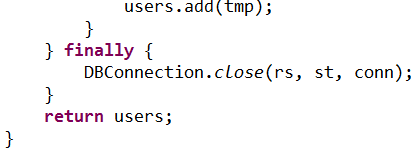 users.add(tmp);
}
} finally {
DBConnection.close(rs, st, conn);
}
return users;
}